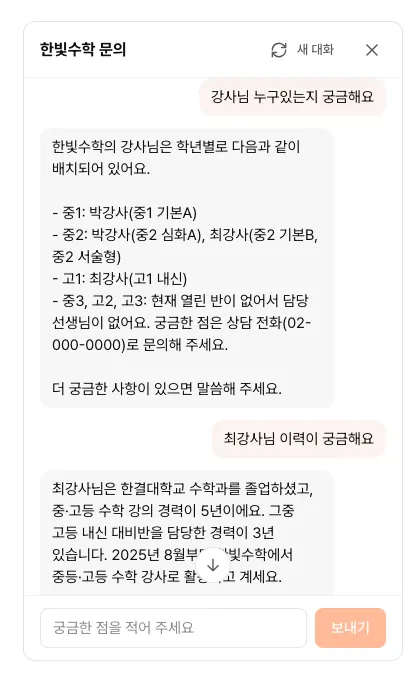 한빛수학 문의
새 대화
강사님 누구있는지 궁금해요
한빛수학의 강사님은 학년별로 다음과 같이
배치되어 있어요.
- 중1: 박강사(중1 기본A)
- 중2: 박강사(중2 심화A), 최강사(중2 기본B,
중2 서술형)
- 고1: 최강사(고1 내신)
- 중3, 고2, 고3: 현재 열린 반이 없어서 담당
선생님이 없어요. 궁금한 점은 상담 전화(02-
000-0000)로 문의해 주세요.
더 궁금한 사항이 있으면 말씀해 주세요.
최강사님 이력이 궁금해요
최강사님은 한결대학교 수학과를 졸업하셨고,
중·고등 수학 강의 경력이 5년이에요. 그중
고등 내신 대비반을 담당한 경력이 3년
있습니다. 2025년 8월부 빛수학에서
중등·고등 수학 강사로 활 고 계세요.
궁금한 점을 적어 주세요
보내기